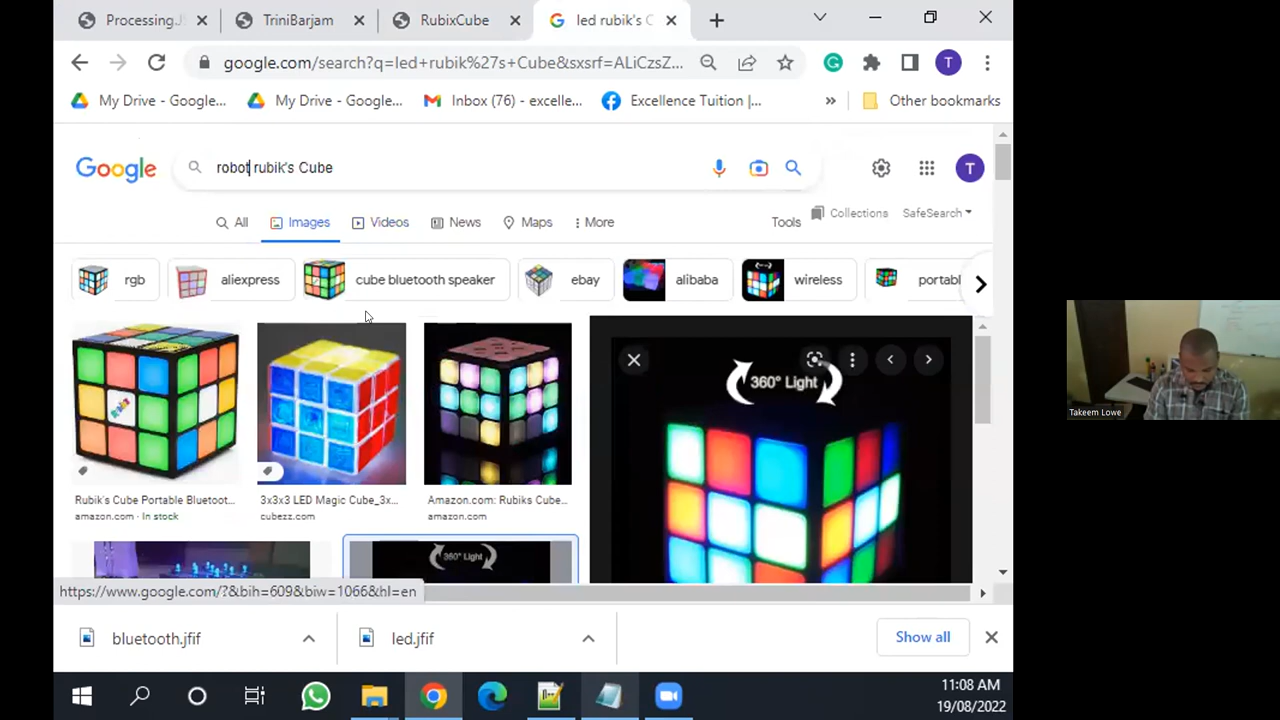 Processing.J
TriniBarjam
RubixCube
led rubik's C
google.com/search?q=led+rubik%27s+Cube&sxsrf=ALiCzsZ...
T
My Drive - Google...
My Drive - Google...
Inbox (76) - excelle...
Excellence Tuition |...
»
Other bookmarks
Google
robot rubik's Cube
T
All
Images
Videos
News
Maps
More
Tools
Collections
SafeSearch
rgb
aliexpress
cube bluetooth speaker
ebay
alibaba
wireless
portabl
360° Light
Rubik's
Rubik's Cube Portable Bluetoot...
amazon.com · In stock
3x3x3 LED Magic Cube_3x...
cubezz.com
Amazon.com: Rubiks Cube...
amazon.com
360° Light
https://www.google.com/?&bih=609&biw=1066&hl=en
bluetooth.jfif
led.jfif
Show all
11:08 AM
19/08/2022
Takeem Lowe